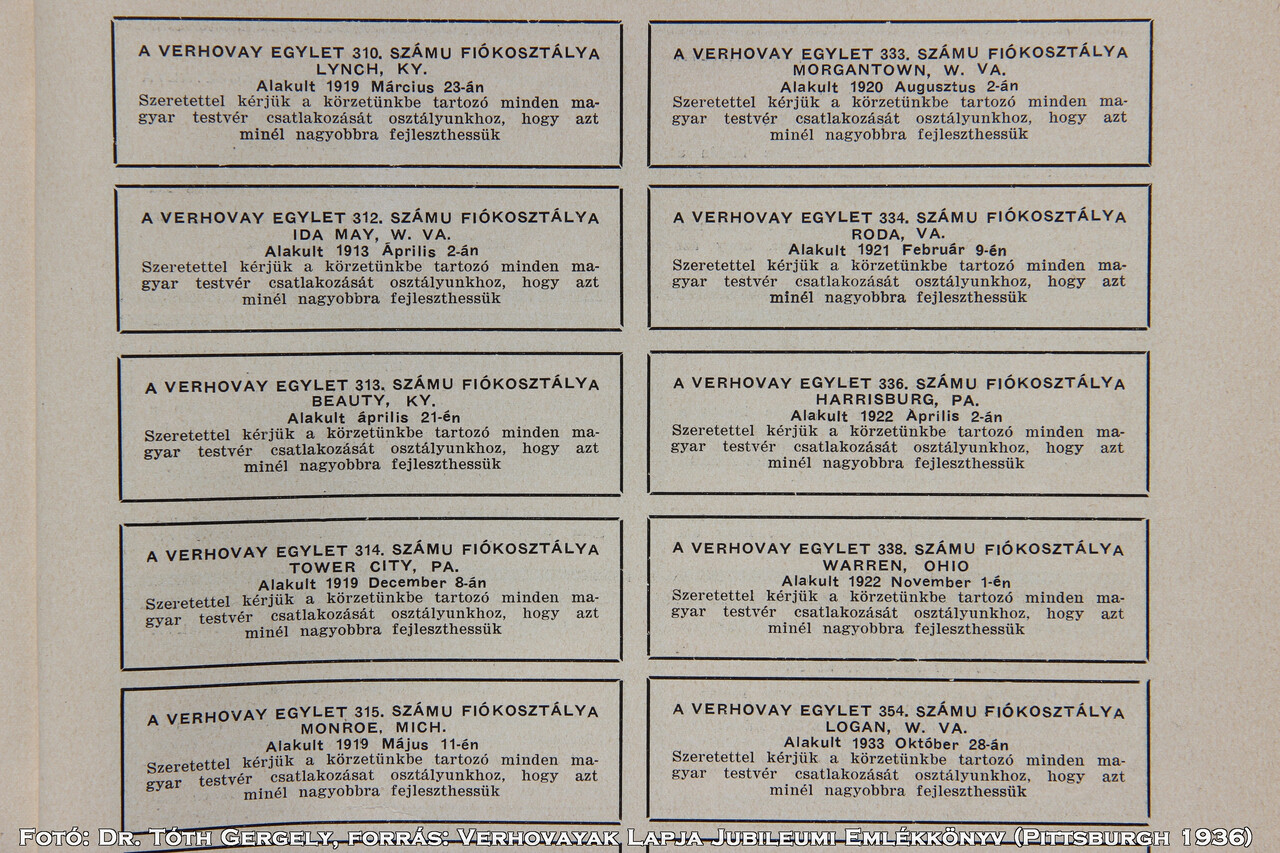 A VERHOVAY EGYLET 310. SZÁMU FIÓKOSZTÁLYA
LYNCH, KY.
Alakult 1919 Március 23-án
Szeretettel kérjük a körzetünkbe tartozó minden ma-
gyar testvér csatlakozását osztályunkhoz, hogy azt
minél nagyobbra fejleszthessük
A VERHOVAY EGYLET 312. SZÁMU FIÓKOSZTÁLYA
IDA MAY, W. VA.
Alakult 1913 Április 2-án
Szeretettel kérjük a körzetünkbe tartozó minden ma-
gyar testvér csatlakozását osztályunkhoz, hogy azt
minél nagyobbra fejleszthessük
A VERHOVAY EGYLET 313. SZÁMU FIÓKOSZTÁLYA
BEAUTY, KY.
Alakult április 21-én
Szeretettel kérjük a körzetünkbe tartozó minden ma-
gyar testvér csatlakozását osztályunkhoz, hogy azt
minél nagyobbra fejleszthessük
A VERHOVAY EGYLET 314. SZÁMU FIÓKOSZTÁLYA
TOWER CITY, PA.
Alakult 1919 December 8-án
Szeretettel kérjük a körzetünkbe tartozó minden ma-
gyar testvér csatlakozását osztályunkhoz, hogy azt
minél nagyobbra fejleszthessük
A VERHOVAY EGYLET 315. SZÁMU FIÓKOSZTÁLYA
MONROE, MICH.
Alakult 1919 Május 11-én
Szeretettel kérjük a körzetünkbe tartozó minden ma-
gyar testvér csatlakozásat osztályunkhoz, hogy azt
minél nagyobbra fejleszthessük
A VERHOVAY EGYLET 333. SZÁMU FIÓKOSZTÁLYA
MORGANTOWN, W. VA.
Alakult 1920 Augusztus 2-án
Szeretettel kérjük a körzetünkbe tartozó minden ma-
gyar testvér csatlakozását osztályunkhoz, hogy azt
minél nagyobbra fejleszthessük
A VERHOVAY EGYLET 334. SZÁMU FIÓKOSZTÁLYA
RODA, VA.
Alakult 1921 Február 9-én
Szeretettel kérjük a körzetünkbe tartozó minden ma-
gyar testvér csatlakozását osztályunkhoz, hogy azt
minél nagyobbra fejleszthessük
A VERHOVAY EGYLET 336. SZÁMU FIÓKOSZTÁLYA
HARRISBURG, PA.
Alakult 1922 Április 2-án
Szeretettel kérjük a körzetünkbe tartozó minden ma-
gyar testvér csatlakozását osztályunkhoz, hogy azt
minél nagyobbra fejleszthessük
A VERHOVAY EGYLET 338. SZÁMU FIÓKOSZTÁLYA
WARREN, OHIO
Alakult 1922 November 1-én
Szeretettel kérjük a körzetünkbe tartozó minden ma-
gyar testvér csatlakozását osztályunkhoz, hogy azt
minél nagyobbra fejleszthessük
A VERHOVAY EGYLET 354. SZÁMU FIÓKOSZTÁLYA
LOGAN, W. VA.
Alakult 1933 Október 28-án
Szeretettel kérjük a körzetünkbe tartozó minden ma-
gyar testvér csatlakozását osztályunkhoz, hogy azt
minél nagyobbra fejleszthessük
Fotó: Dr. Tóth Gergely, forrás: Verhovayak Lapja Jubileumi Emlékkönyv (Pittsburgh 1936)